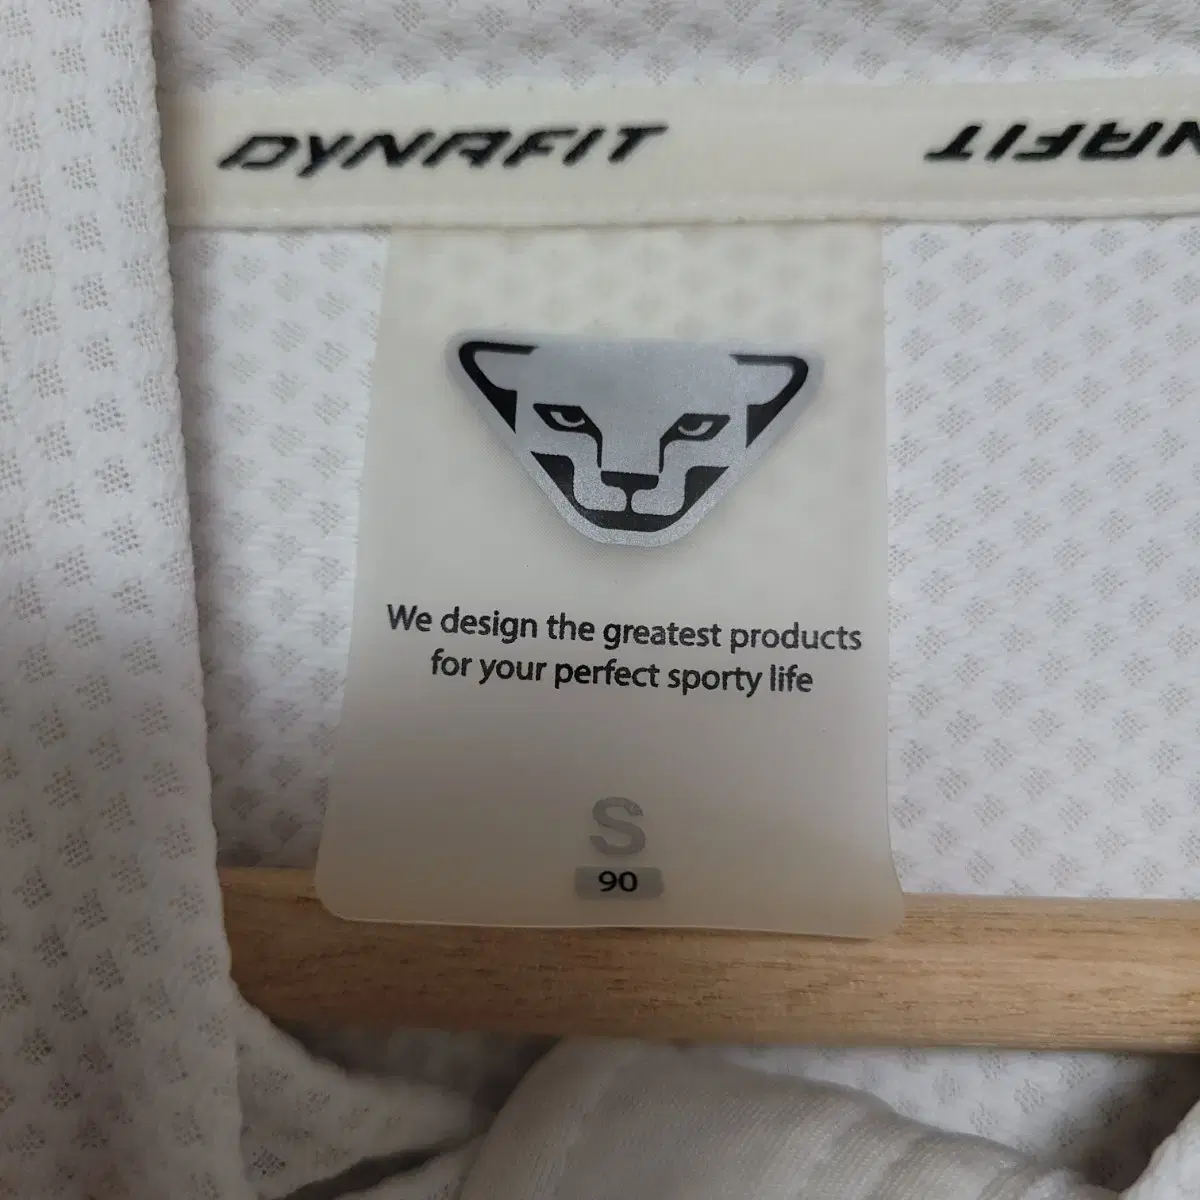 DYNAFIT
DYNAFIT
We design the greatest products
for your perfect sporty life
S
90